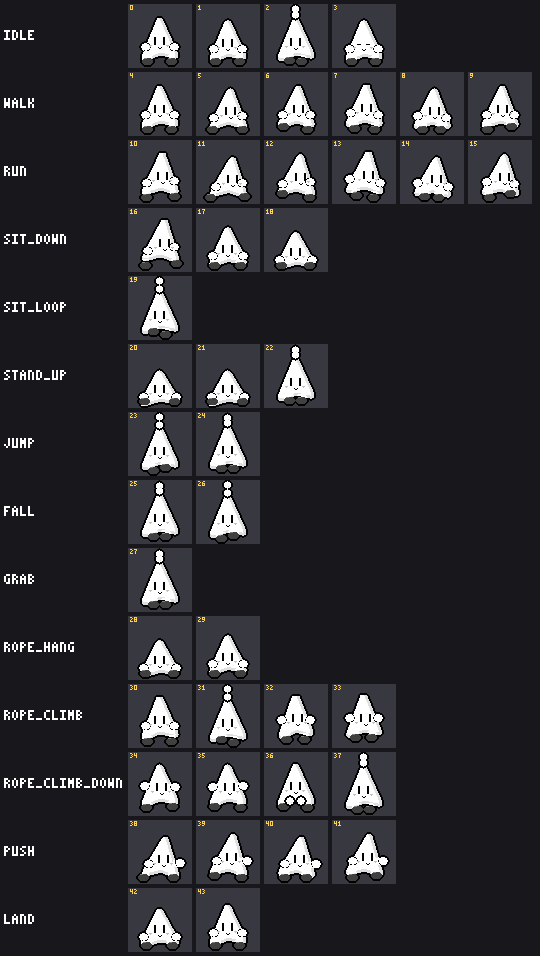 IDLE 0 1 2 3
WALK 4 5 6 7 8 9
RUN 10 11 12 13 14 15
SIT_DOWN 16 17 18
SIT_LOOP 19
STAND_UP 20 21 22
JUMP 23 24
FALL 25 26
GRAB 27
ROPE_HANG 28 29
ROPE_CLIMB 30 31 32 33
ROPE_CLIMB_DOWN 34 35 36 37
PUSH 38 39 40 41
LAND 42 43